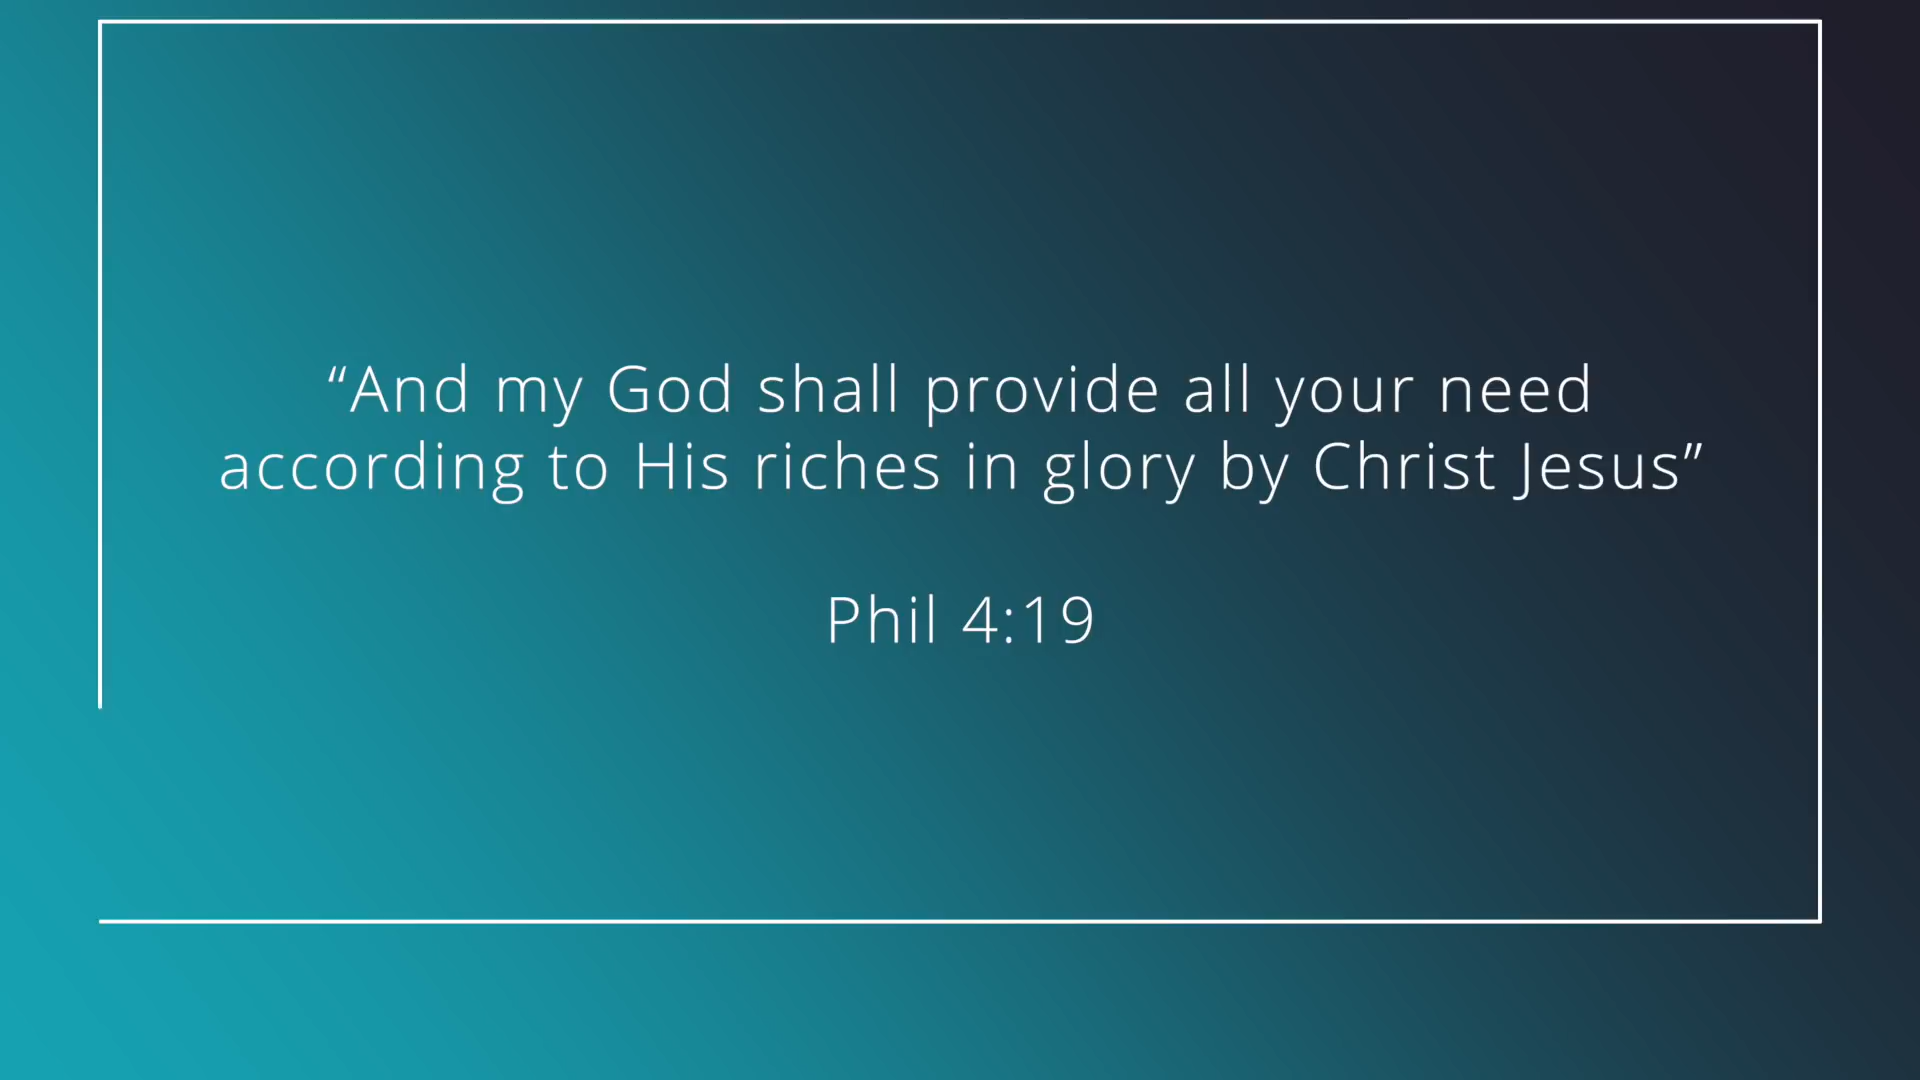 “And my God shall provide all your need
according to His riches in glory by Christ Jesus”
Phil 4:19